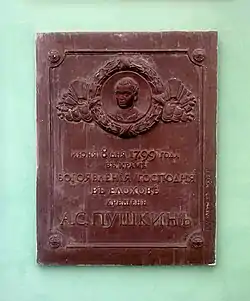 июня 8 дня 1799 года
въ храмѣ
БОГОЯВЛЕНІЯ ГОСПОДНЯ
въ ЕЛОХОВѢ
крещенъ
А.С.ПУШКИНЪ